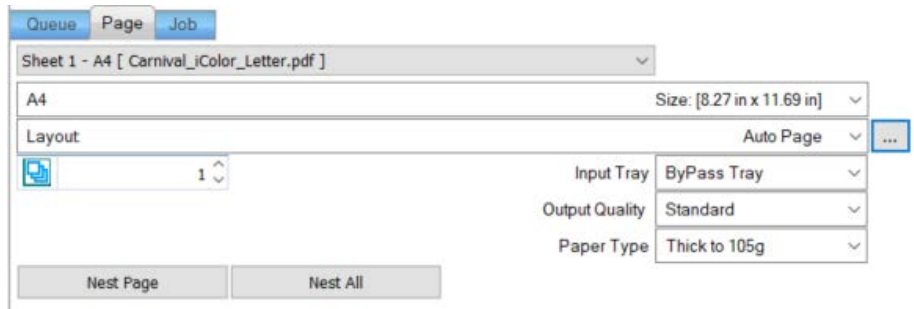 Queue Page Job
Sheet 1 - A4 [ Carnival_iColor_Letter.pdf ]
A4 Size: [8.27 in x 11.69 in]
Layout Auto Page ...
1 Input Tray ByPass Tray
Output Quality Standard
Paper Type Thick to 105g
Nest Page Nest All